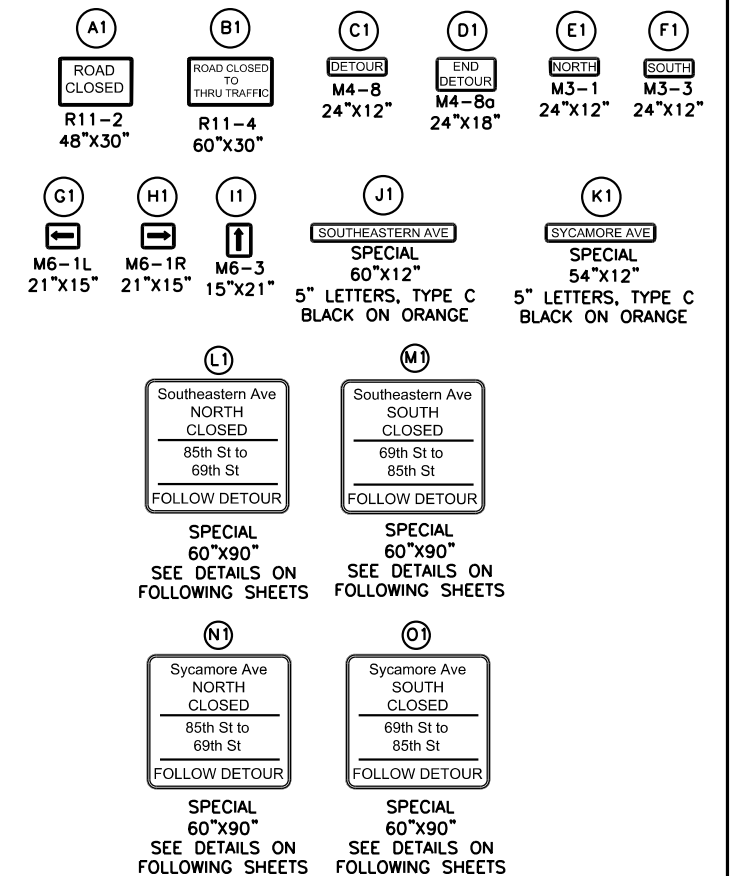 A1
ROAD
CLOSED
R11-2
48"X30"
B1
ROAD CLOSED
TO
THRU TRAFFIC
R11-4
60"X30"
C1
DETOUR
M4-8
24"X12"
D1
END
DETOUR
M4-8a
24"X18"
E1
NORTH
M3-1
24"X12"
F1
SOUTH
M3-3
24"X12"
G1
M6-1L
21"X15"
H1
M6-1R
21"X15"
I1
M6-3
15"X21"
J1
SOUTHEASTERN AVE
SPECIAL
60"X12"
5" LETTERS, TYPE C
BLACK ON ORANGE
K1
SYCAMORE AVE
SPECIAL
54"X12"
5" LETTERS, TYPE C
BLACK ON ORANGE
L1
Southeastern Ave
NORTH
CLOSED
85th St to
69th St
FOLLOW DETOUR
SPECIAL
60"X90"
SEE DETAILS ON
FOLLOWING SHEETS
M1
Southeastern Ave
SOUTH
CLOSED
69th St to
85th St
FOLLOW DETOUR
SPECIAL
60"X90"
SEE DETAILS ON
FOLLOWING SHEETS
N1
Sycamore Ave
NORTH
CLOSED
85th St to
69th St
FOLLOW DETOUR
SPECIAL
60"X90"
SEE DETAILS ON
FOLLOWING SHEETS
O1
Sycamore Ave
SOUTH
CLOSED
69th St to
85th St
FOLLOW DETOUR
SPECIAL
60"X90"
SEE DETAILS ON
FOLLOWING SHEETS